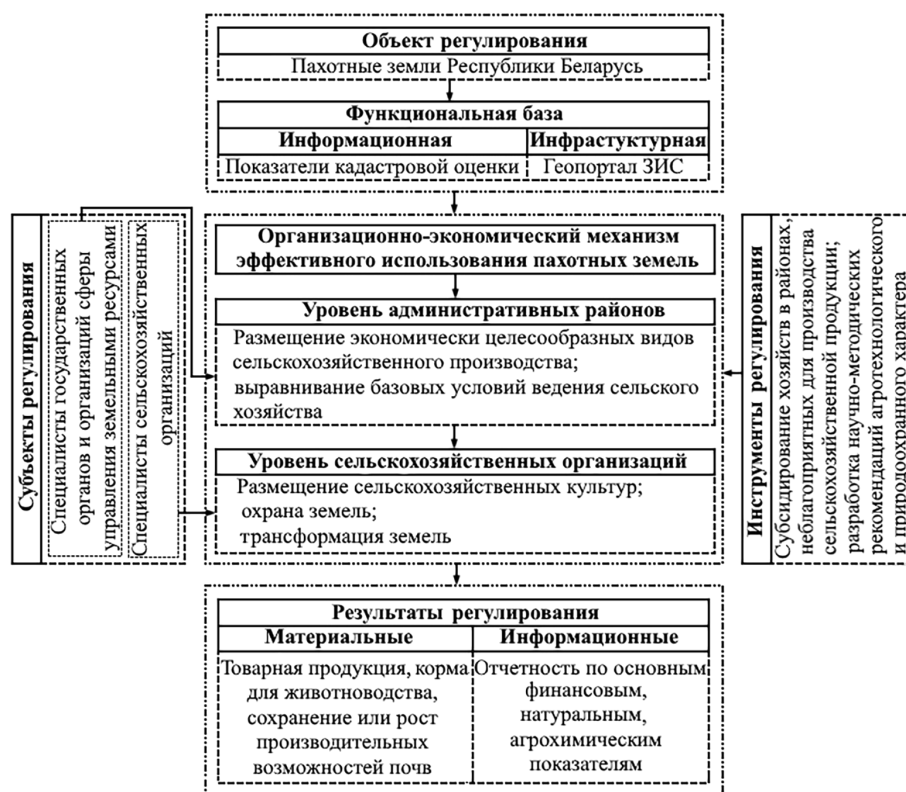 Объект регулирования
Пахотные земли Республики Беларусь
Функциональная база
Информационная
Инфрастуктурная
Показатели кадастровой оценки
Геопортал ЗИС
Субъекты регулирования
Специалисты государственных
органов и организаций сферы
управления земельными ресурсами
Специалисты сельскохозяйственных
организаций
Организационно-экономический механизм
эффективного использования пахотных земель
Уровень административных районов
Размещение экономически целесообразных видов
сельскохозяйственного производства;
выравнивание базовых условий ведения сельского
хозяйства
Уровень сельскохозяйственных организаций
Размещение сельскохозяйственных культур;
охрана земель;
трансформация земель
Инструменты регулирования
Субсидирование хозяйств в районах,
неблагоприятных для производства
сельскохозяйственной продукции;
разработка научно-методических
рекомендаций агротехнологического
и природоохранного характера
Результаты регулирования
Материальные
Информационные
Товарная продукция, корма
для животноводства,
сохранение или рост
производительных
возможностей почв
Отчетность по основным
финансовым,
натуральным,
агрохимическим
показателям